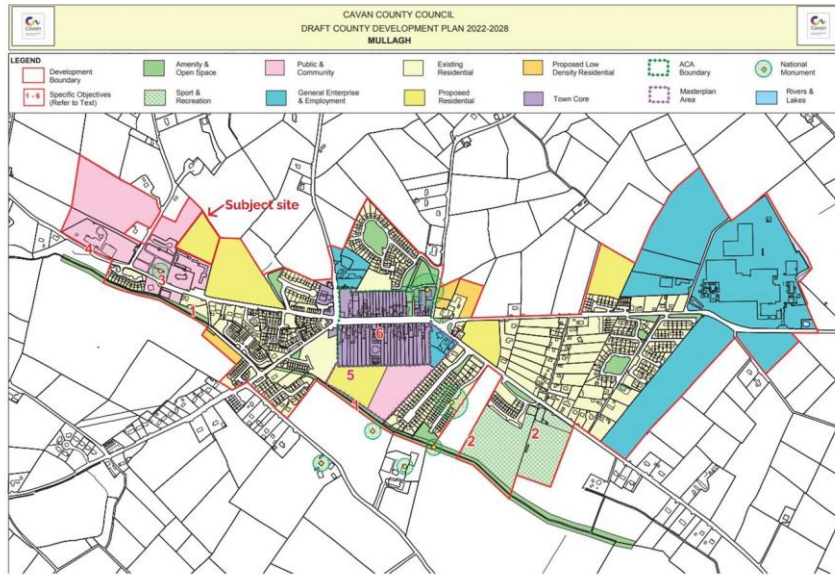 Cavan
CAVAN COUNTY COUNCIL
DRAFT COUNTY DEVELOPMENT PLAN 2022-2028
MULLAGH
Cavan
LEGEND
Development
Boundary
Amenity &
Open Space
Public &
Community
Existing
Residential
Proposed Low
Density Residential
ACA
Boundary
National
Monument
1 - 6
Specific Objectives
(Refer to Text)
Sport &
Recreation
General Enterprise
& Employment
Proposed
Residential
Town Core
Masterplan
Area
Rivers &
Lakes
Subject site
4
3
1
6
5
1
2
2